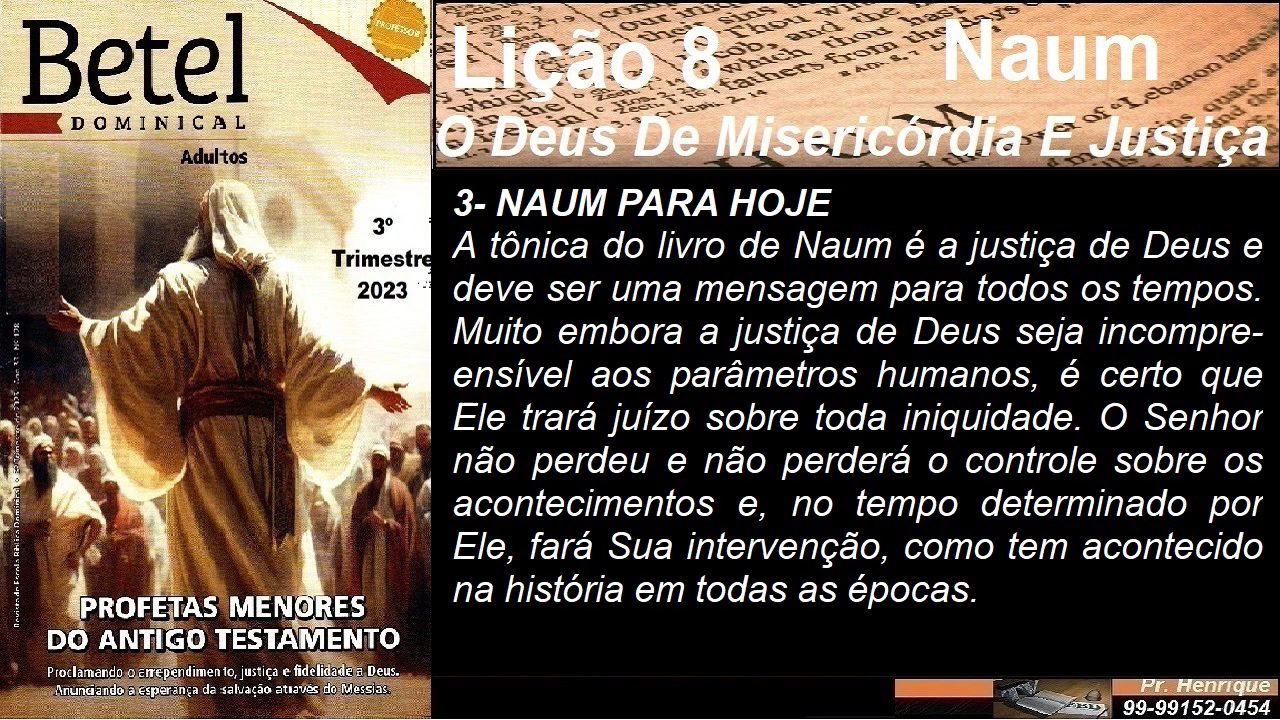 Betel
DOMINICAL
Adultos
PROFESSOR
3º
Trimestre
2023
PROFETAS MENORES
DO ANTIGO TESTAMENTO
Proclamando o arrependimento, justiça e fidelidade a Deus.
Anunciando a esperança da salvação através do Messias.
Lição 8
Naum
O Deus De Misericórdia E Justiça
3- NAUM PARA HOJE
A tônica do livro de Naum é a justiça de Deus e
deve ser uma mensagem para todos os tempos.
Muito embora a justiça de Deus seja incompre-
ensível aos parâmetros humanos, é certo que
Ele trará juízo sobre toda iniquidade. O Senhor
não perdeu e não perderá o controle sobre os
acontecimentos e, no tempo determinado por
Ele, fará Sua intervenção, como tem acontecido
na história em todas as épocas.
Pr. Henrique
99-99152-0454